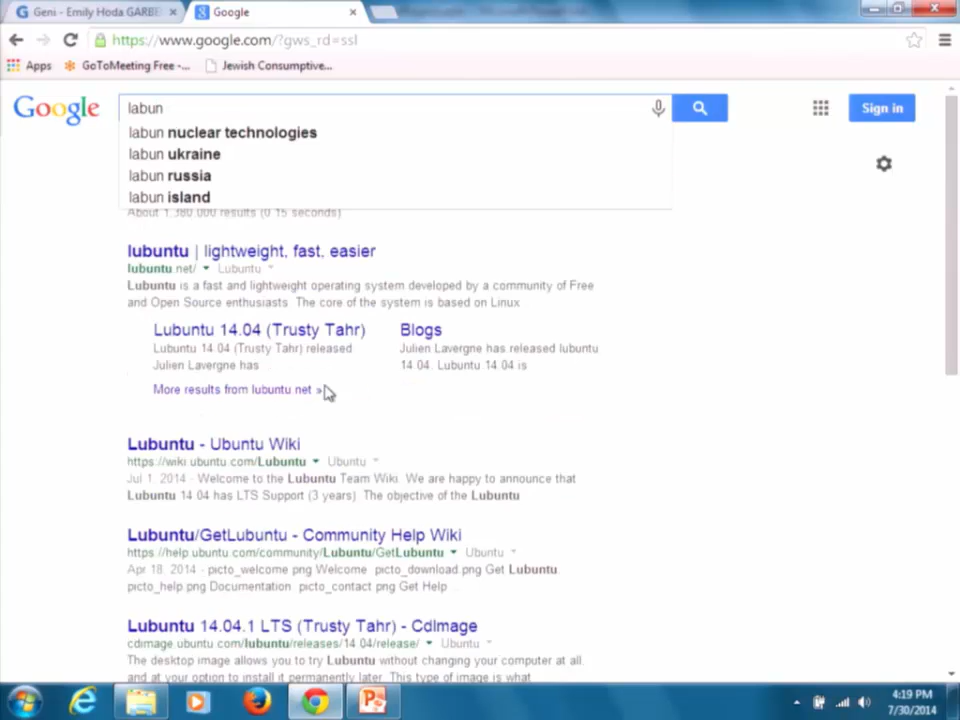 Geni - Emily Hoda GARBE
Google
https://www.google.com/?gws_rd=ssl
Apps
GoToMeeting Free -...
Jewish Consumptive...
Google
labun
Sign in
labun nuclear technologies
labun ukraine
labun russia
labun island
About 1,380,000 results (0.15 seconds)
lubuntu | lightweight, fast, easier
lubuntu.net/ Lubuntu
Lubuntu is a fast and lightweight operating system developed by a community of Free
and Open Source enthusiasts. The core of the system is based on Linux
Lubuntu 14.04 (Trusty Tahr)
Blogs
Lubuntu 14.04 (Trusty Tahr) released
Julien Lavergne has released lubuntu
Julien Lavergne has
14.04. Lubuntu 14.04 is
More results from lubuntu.net »
Lubuntu - Ubuntu Wiki
https://wiki.ubuntu.com/Lubuntu Ubuntu
Jul 1, 2014 - Welcome to the Lubuntu Team Wiki. We are happy to announce that
Lubuntu 14.04 has LTS Support (3 years). The objective of the Lubuntu
Lubuntu/GetLubuntu - Community Help Wiki
https://help.ubuntu.com/community/Lubuntu/GetLubuntu Ubuntu
Apr 18, 2014 - picto_welcome.png Welcome picto_download.png Get Lubuntu.
picto_help.png Documentation picto_contact.png Get Help
Lubuntu 14.04.1 LTS (Trusty Tahr) - CdImage
cdimage.ubuntu.com/lubuntu/releases/14.04/release/ Ubuntu
The desktop image allows you to try Lubuntu without changing your computer at all,
and at your option to install it permanently later. This type of image is what
4:19 PM
7/30/2014